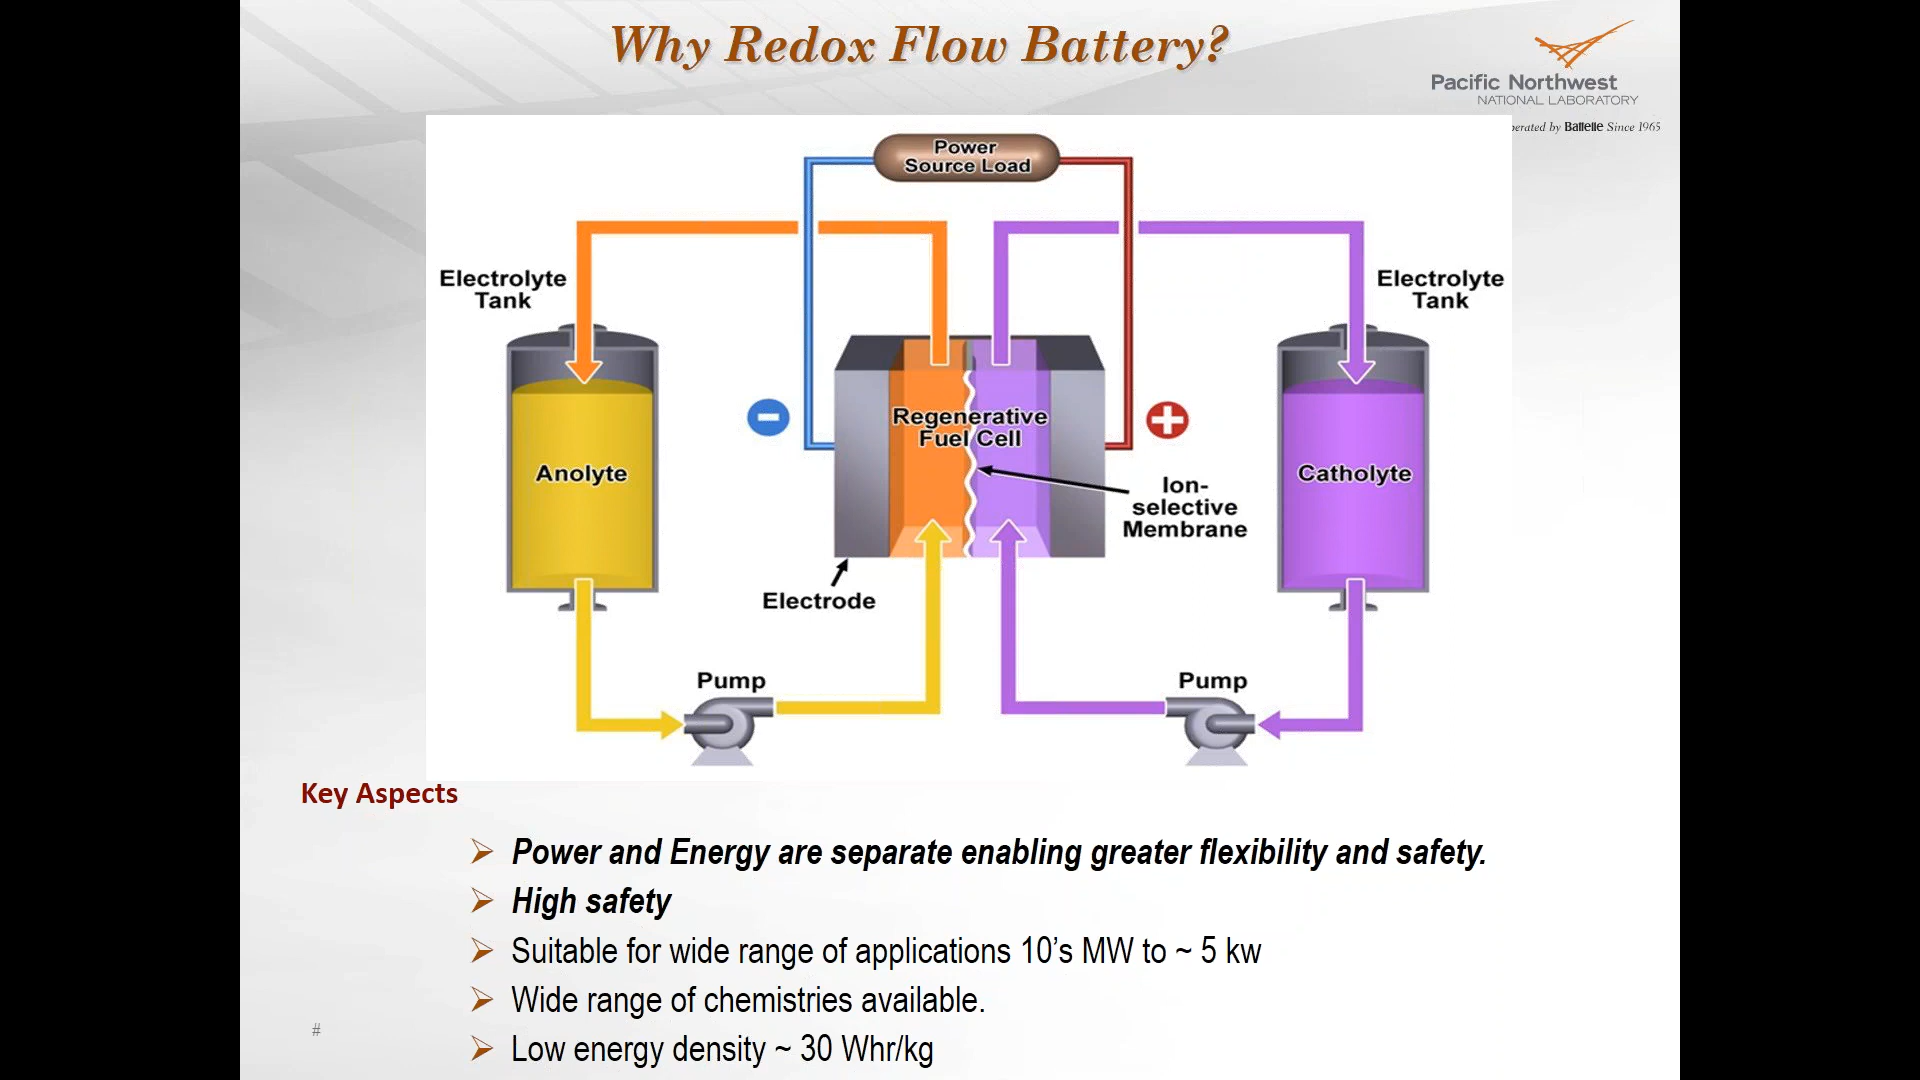 Why Redox Flow Battery?
Pacific Northwest
NATIONAL LABORATORY
perated by Battelle Since 1965
Power
Source Load
Electrolyte
Tank
Electrolyte
Tank
Regenerative
Fuel Cell
Anolyte
Catholyte
Ion-
selective
Membrane
Electrode
Pump
Pump
Key Aspects
Power and Energy are separate enabling greater flexibility and safety.
High safety
Suitable for wide range of applications 10’s MW to ~ 5 kw
Wide range of chemistries available.
Low energy density ~ 30 Whr/kg
#